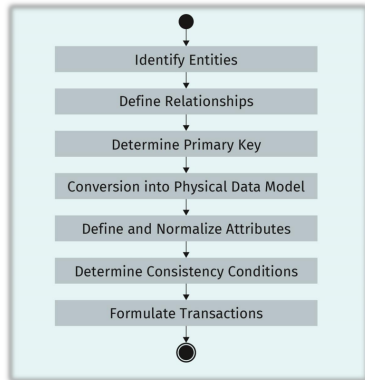 Identify Entities
Define Relationships
Determine Primary Key
Conversion into Physical Data Model
Define and Normalize Attributes
Determine Consistency Conditions
Formulate Transactions